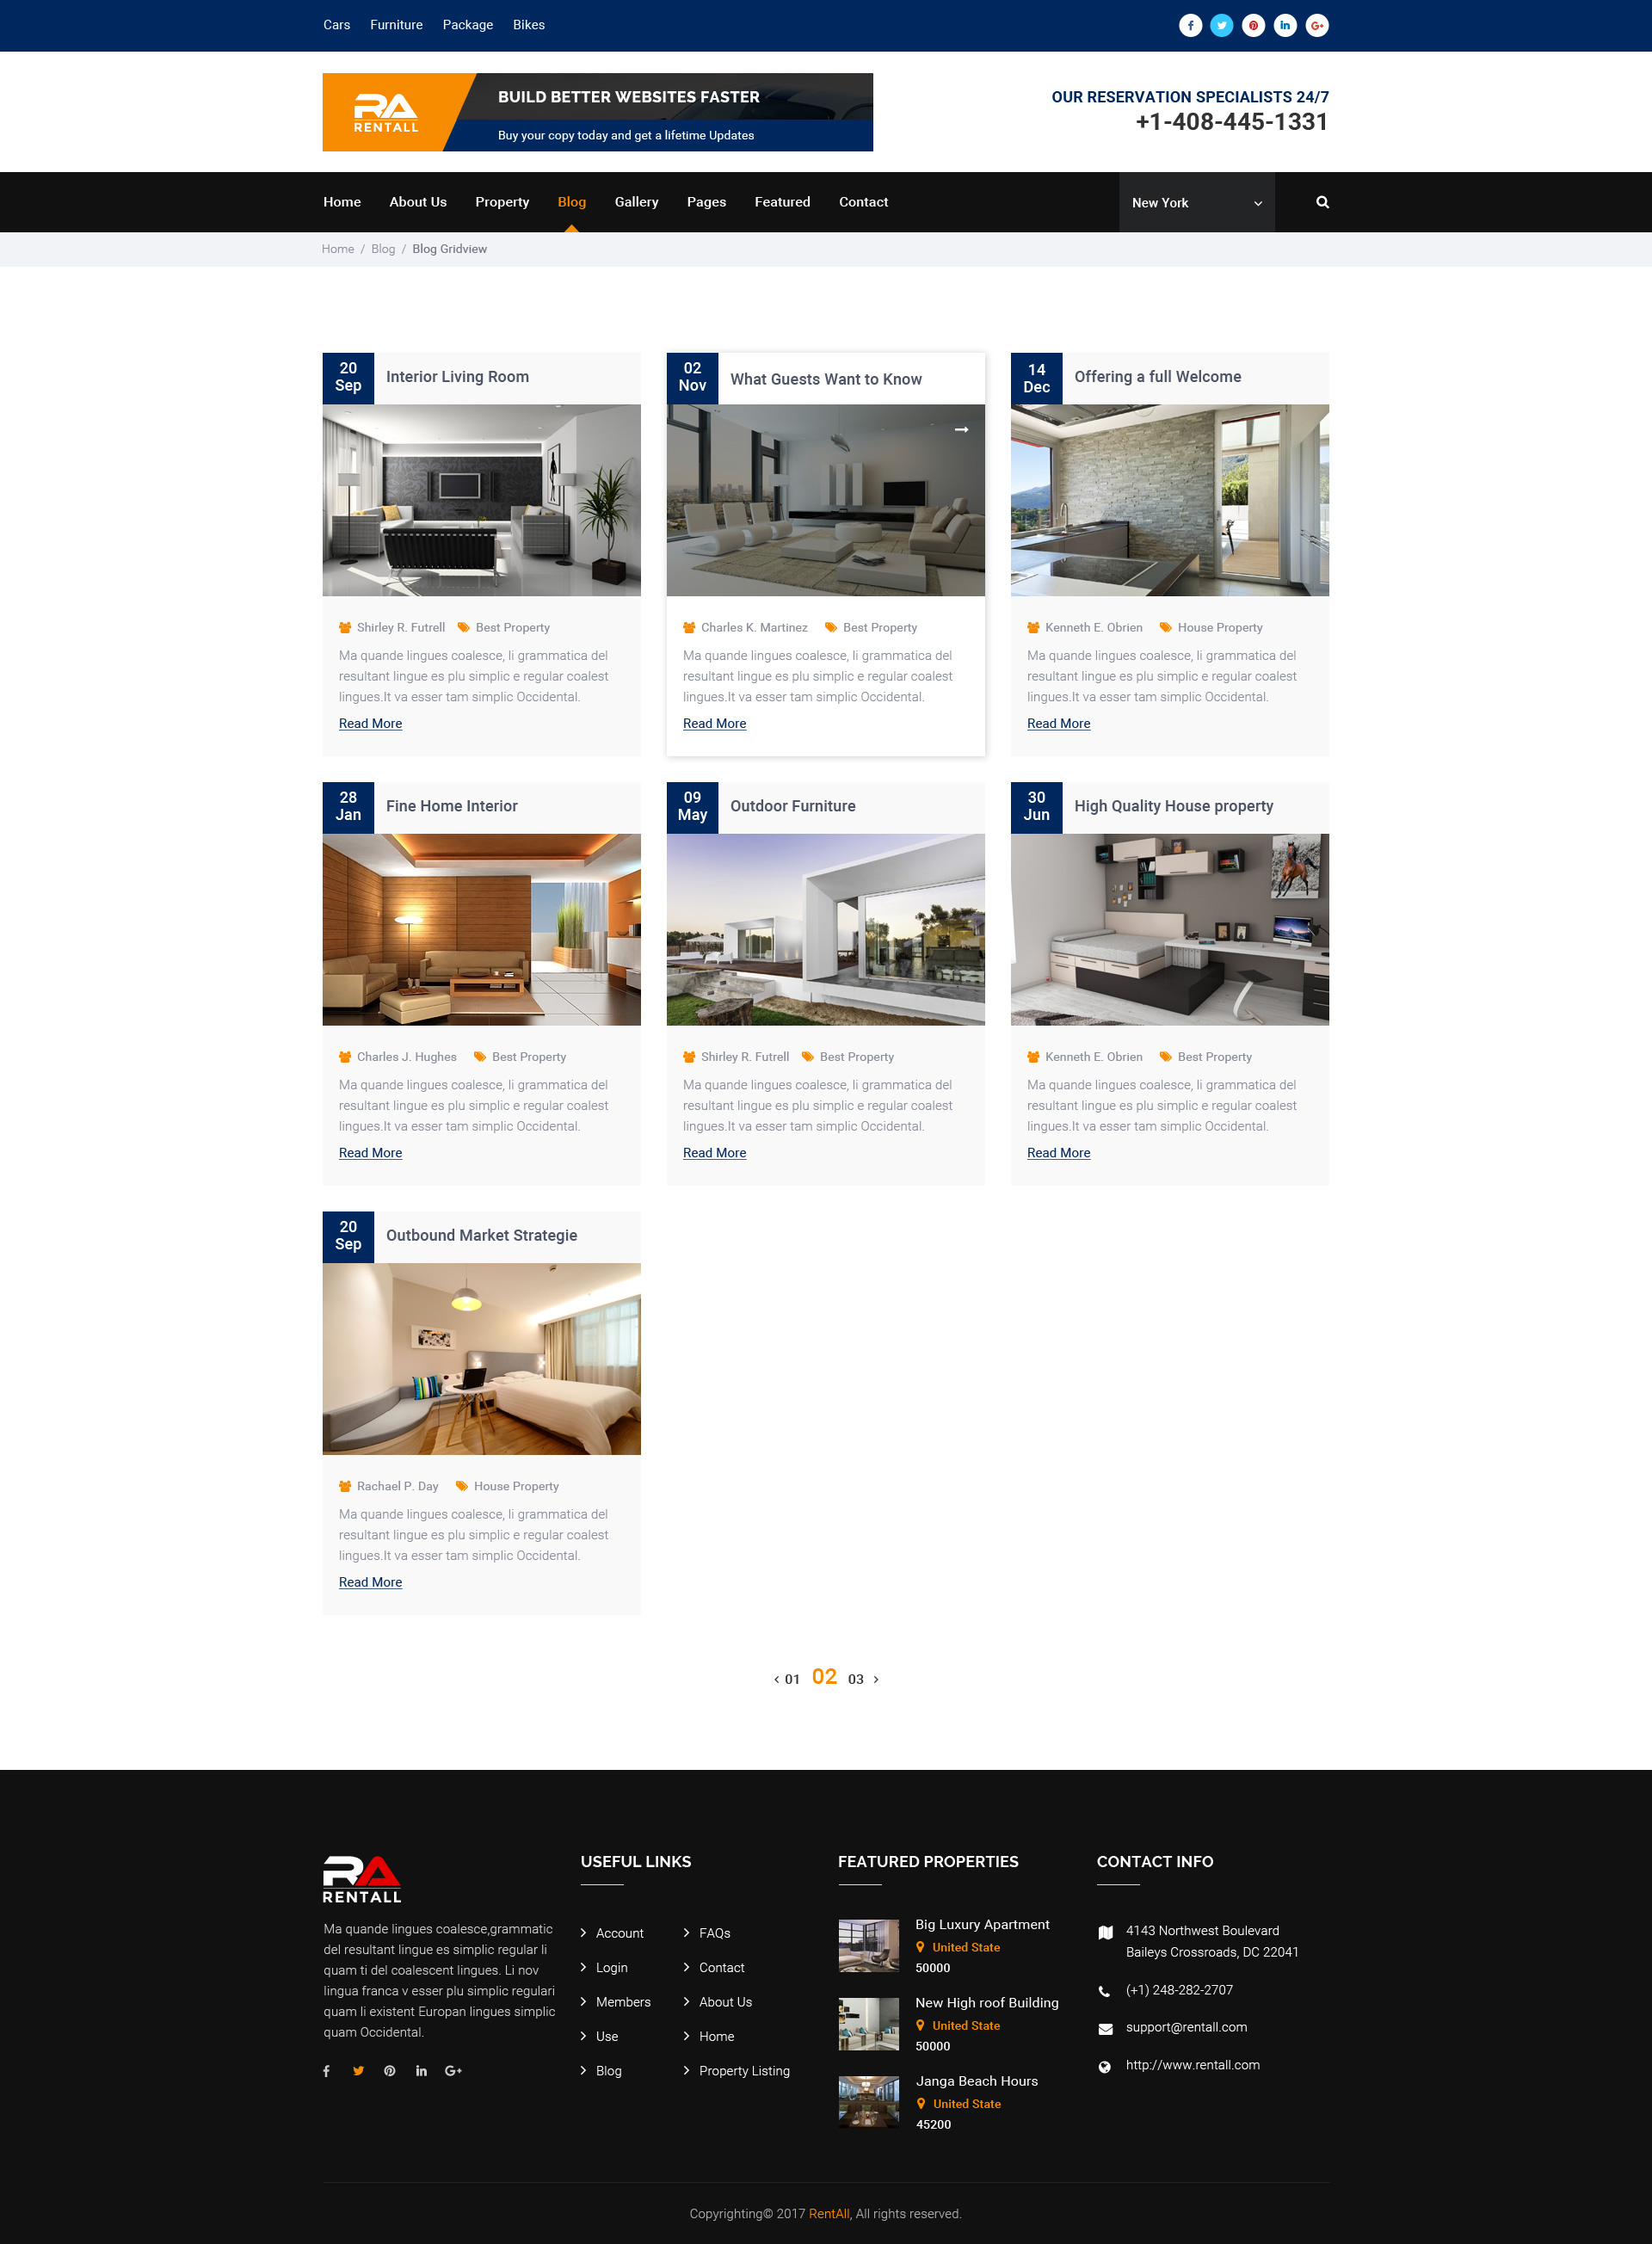 Cars Furniture Package Bikes
RENTALL
BUILD BETTER WEBSITES FASTER
Buy your copy today and get a lifetime Updates
OUR RESERVATION SPECIALISTS 24/7
+1-408-445-1331
Home About Us Property Blog Gallery Pages Featured Contact New York
Home / Blog / Blog Gridview
20
Sep
Interior Living Room
Shirley R. Futrell Best Property
Ma quande lingues coalesce, li grammatica del
resultant lingue es plu simplic e regular coalest
lingues.It va esser tam simplic Occidental.
Read More
02
Nov
What Guests Want to Know
Charles K. Martinez Best Property
Ma quande lingues coalesce, li grammatica del
resultant lingue es plu simplic e regular coalest
lingues.It va esser tam simplic Occidental.
Read More
14
Dec
Offering a full Welcome
Kenneth E. Obrien House Property
Ma quande lingues coalesce, li grammatica del
resultant lingue es plu simplic e regular coalest
lingues.It va esser tam simplic Occidental.
Read More
28
Jan
Fine Home Interior
Charles J. Hughes Best Property
Ma quande lingues coalesce, li grammatica del
resultant lingue es plu simplic e regular coalest
lingues.It va esser tam simplic Occidental.
Read More
09
May
Outdoor Furniture
Shirley R. Futrell Best Property
Ma quande lingues coalesce, li grammatica del
resultant lingue es plu simplic e regular coalest
lingues.It va esser tam simplic Occidental.
Read More
30
Jun
High Quality House property
Kenneth E. Obrien Best Property
Ma quande lingues coalesce, li grammatica del
resultant lingue es plu simplic e regular coalest
lingues.It va esser tam simplic Occidental.
Read More
20
Sep
Outbound Market Strategie
Rachael P. Day House Property
Ma quande lingues coalesce, li grammatica del
resultant lingue es plu simplic e regular coalest
lingues.It va esser tam simplic Occidental.
Read More
01 02 03
RA
RENTALL
Ma quande lingues coalesce,grammatic
del resultant lingue es simplic regular li
quam ti del coalescent lingues. Li nov
lingua franca v esser plu simplic regulari
quam li existent Europan lingues simplic
quam Occidental.
USEFUL LINKS
Account
Login
Members
Use
Blog
FAQs
Contact
About Us
Home
Property Listing
FEATURED PROPERTIES
Big Luxury Apartment
United State
50000
New High roof Building
United State
50000
Janga Beach Hours
United State
45200
CONTACT INFO
4143 Northwest Boulevard
Baileys Crossroads, DC 22041
(+1) 248-282-2707
support@rentall.com
http://www.rentall.com
Copyrighting© 2017 RentAll, All rights reserved.